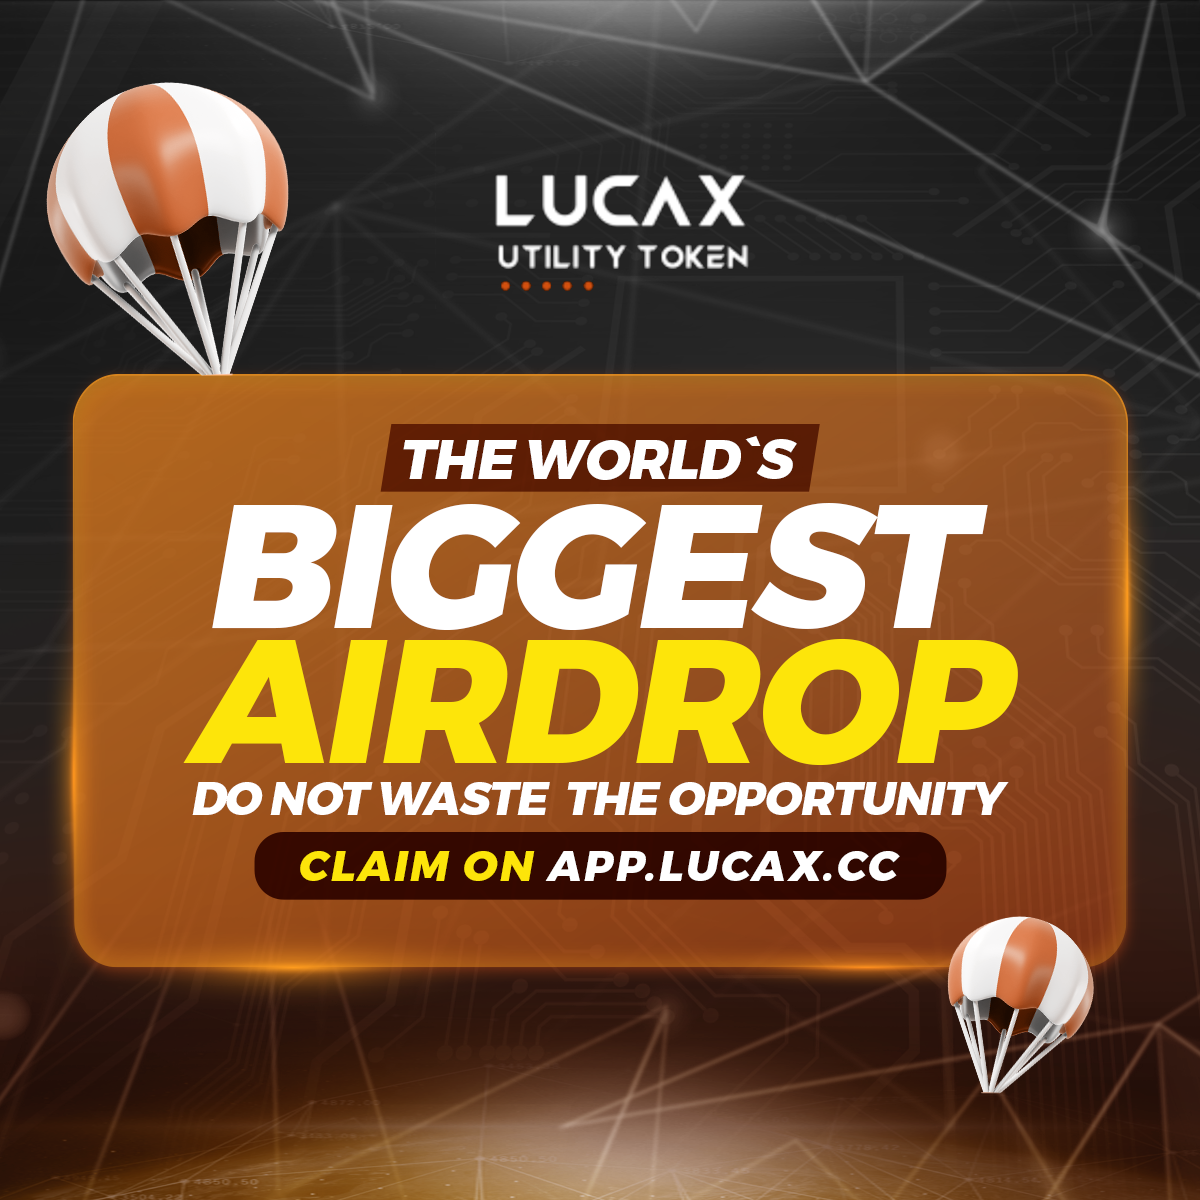 LUCAX
UTILITY TOKEN
THE WORLD`S
BIGGEST
AIRDROP
DO NOT WASTE THE OPPORTUNITY
CLAIM ON APP.LUCAX.CC